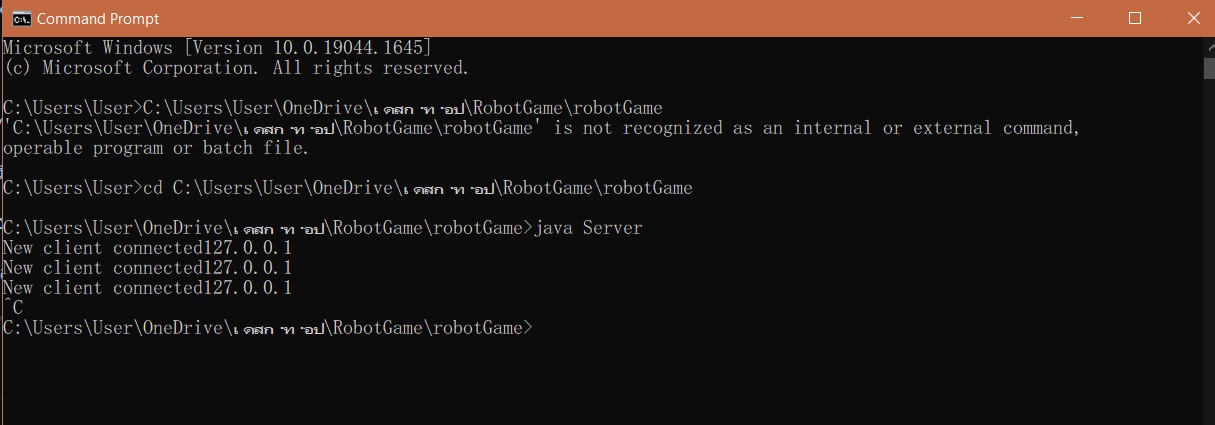 Command Prompt
Microsoft Windows [Version 10.0.19044.1645]
(c) Microsoft Corporation. All rights reserved.
C:\Users\User>C:\Users\User\OneDrive\เดสก ท อป\RobotGame\robotGame
'C:\Users\User\OneDrive\เดสก ท อป\RobotGame\robotGame' is not recognized as an internal or external command,
operable program or batch file.
C:\Users\User>cd C:\Users\User\OneDrive\เดสก ท อป\RobotGame\robotGame
C:\Users\User\OneDrive\เดสก ท อป\RobotGame\robotGame>java Server
New client connected127.0.0.1
New client connected127.0.0.1
New client connected127.0.0.1
^C
C:\Users\User\OneDrive\เดสก ท อป\RobotGame\robotGame>